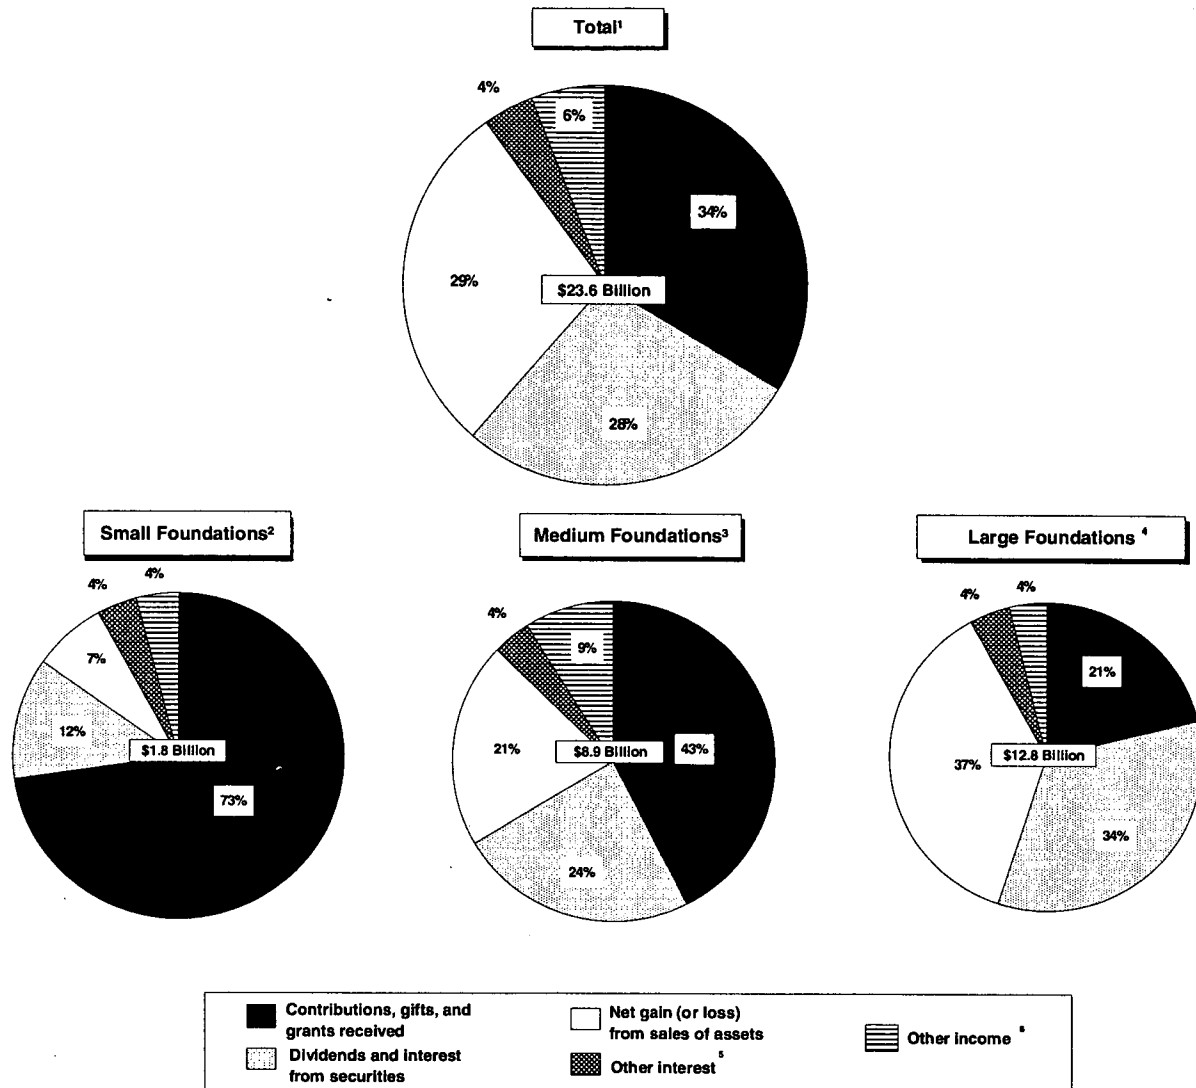 Total¹
4%
6%
34%
29%
$23.6 Billion
28%
Small Foundations²
Medium Foundations³
Large Foundations ⁴
4%
4%
7%
12%
$1.8 Billion
73%
4%
9%
21%
$8.9 Billion
43%
24%
4%
4%
21%
37%
$12.8 Billion
34%
Contributions, gifts, and
grants received
Dividends and interest
from securities
Net gain (or loss)
from sales of assets
Other interest⁵
Other income ⁶